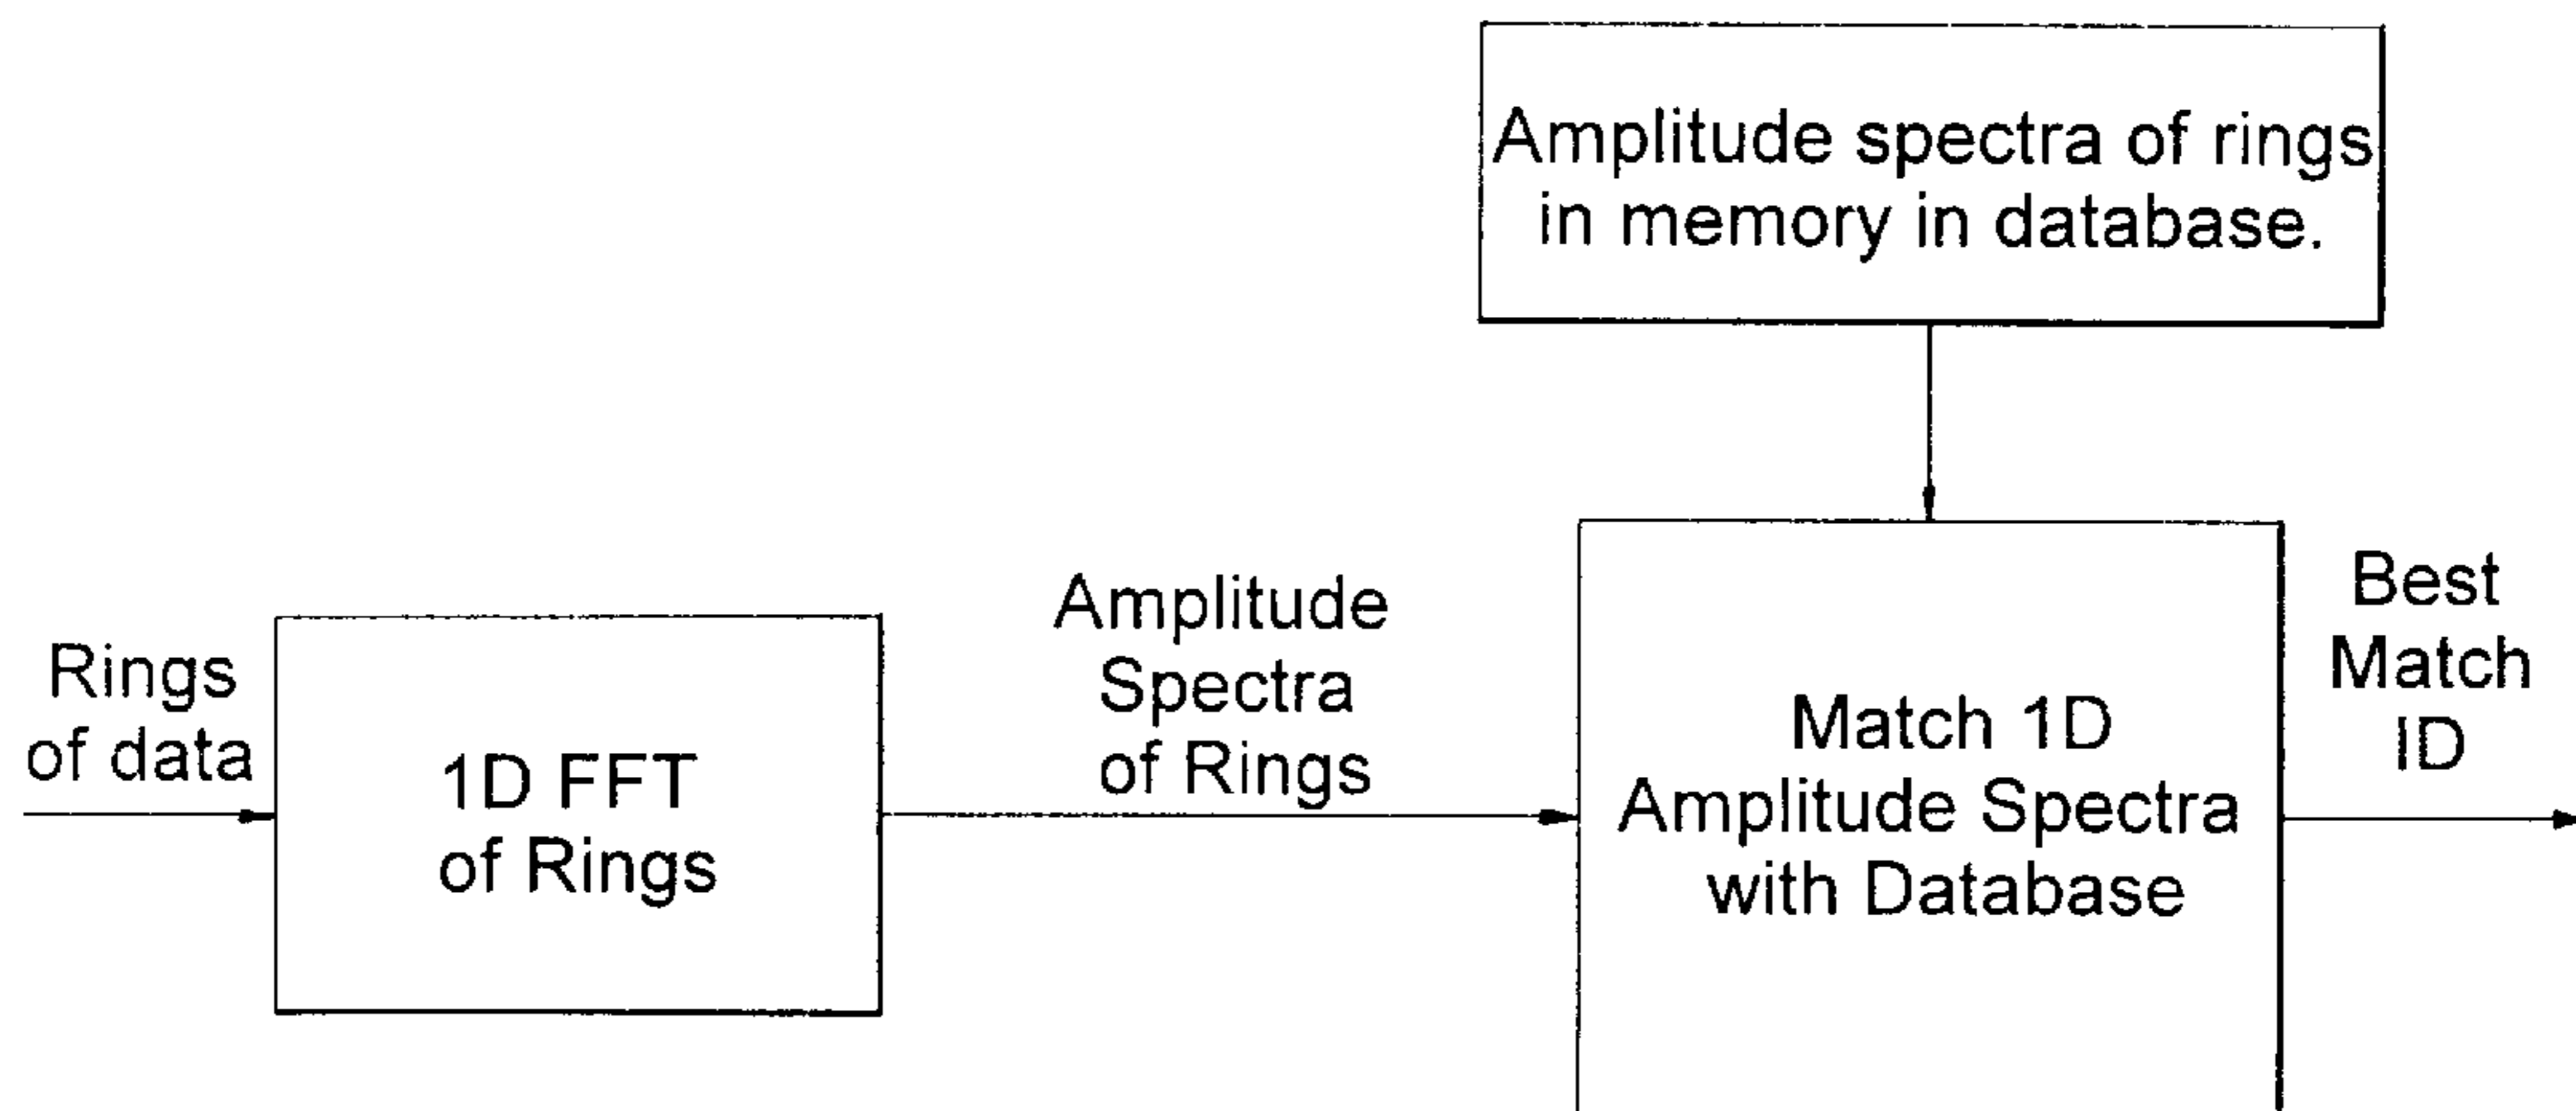 Amplitude spectra of rings
in memory in database.
Rings
of data
1D FFT
of Rings
Amplitude
Spectra
of Rings
Match 1D
Amplitude Spectra
with Database
Best
Match
ID